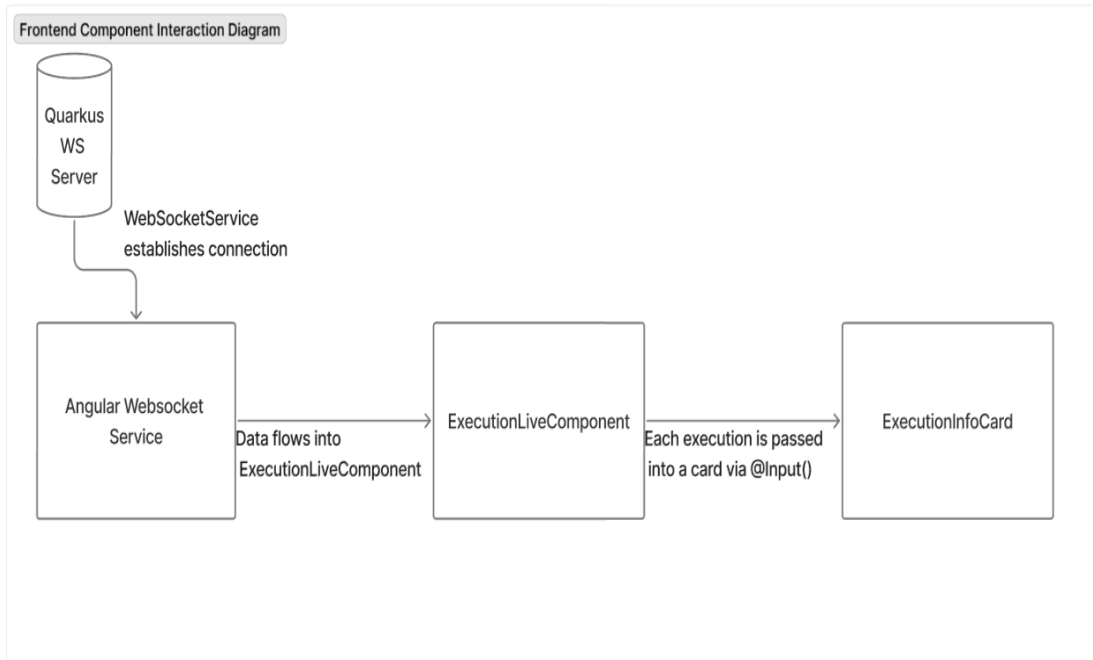 Frontend Component Interaction Diagram
Quarkus
WS
Server
WebSocketService
establishes connection
Angular Websocket
Service
Data flows into
ExecutionLiveComponent
ExecutionLiveComponent
Each execution is passed
into a card via @Input()
ExecutionInfoCard